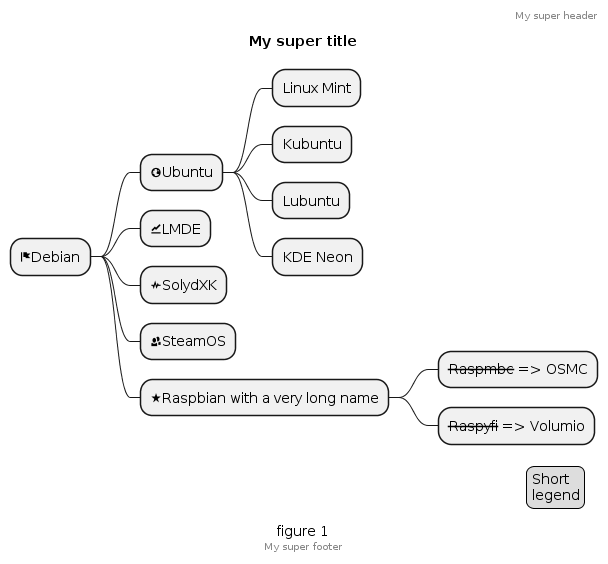 My super header
My super title
Linux Mint
Kubuntu
Ubuntu
Lubuntu
LMDE
KDE Neon
Debian
SolydXK
SteamOS
Raspmbc => OSMC
Raspbian with a very long name
Raspyfi => Volumio
Short
legend
figure 1
My super footer